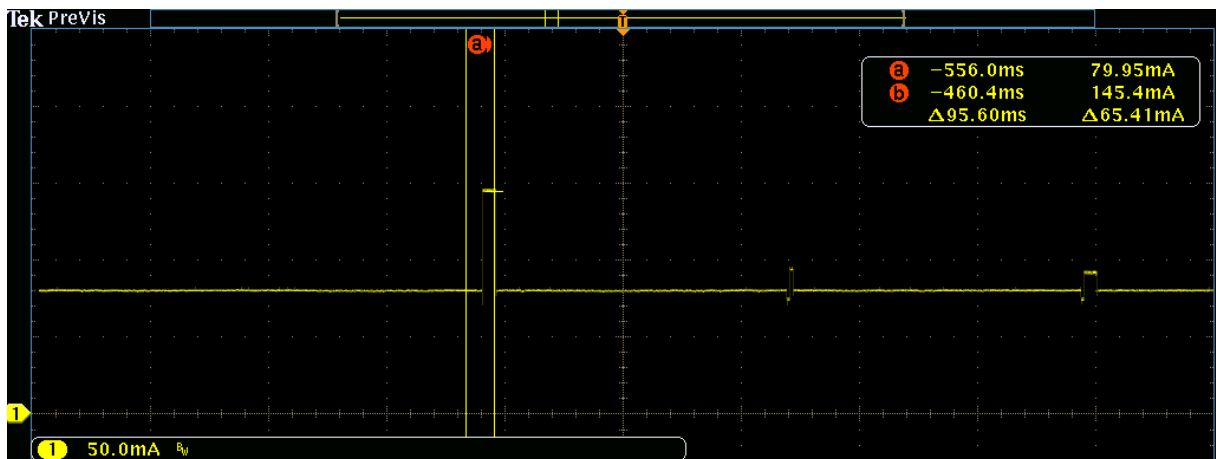 Tek PreVis
T
a
a −556.0ms 79.95mA
b −460.4ms 145.4mA
Δ95.60ms Δ65.41mA
1
1 50.0mA BW